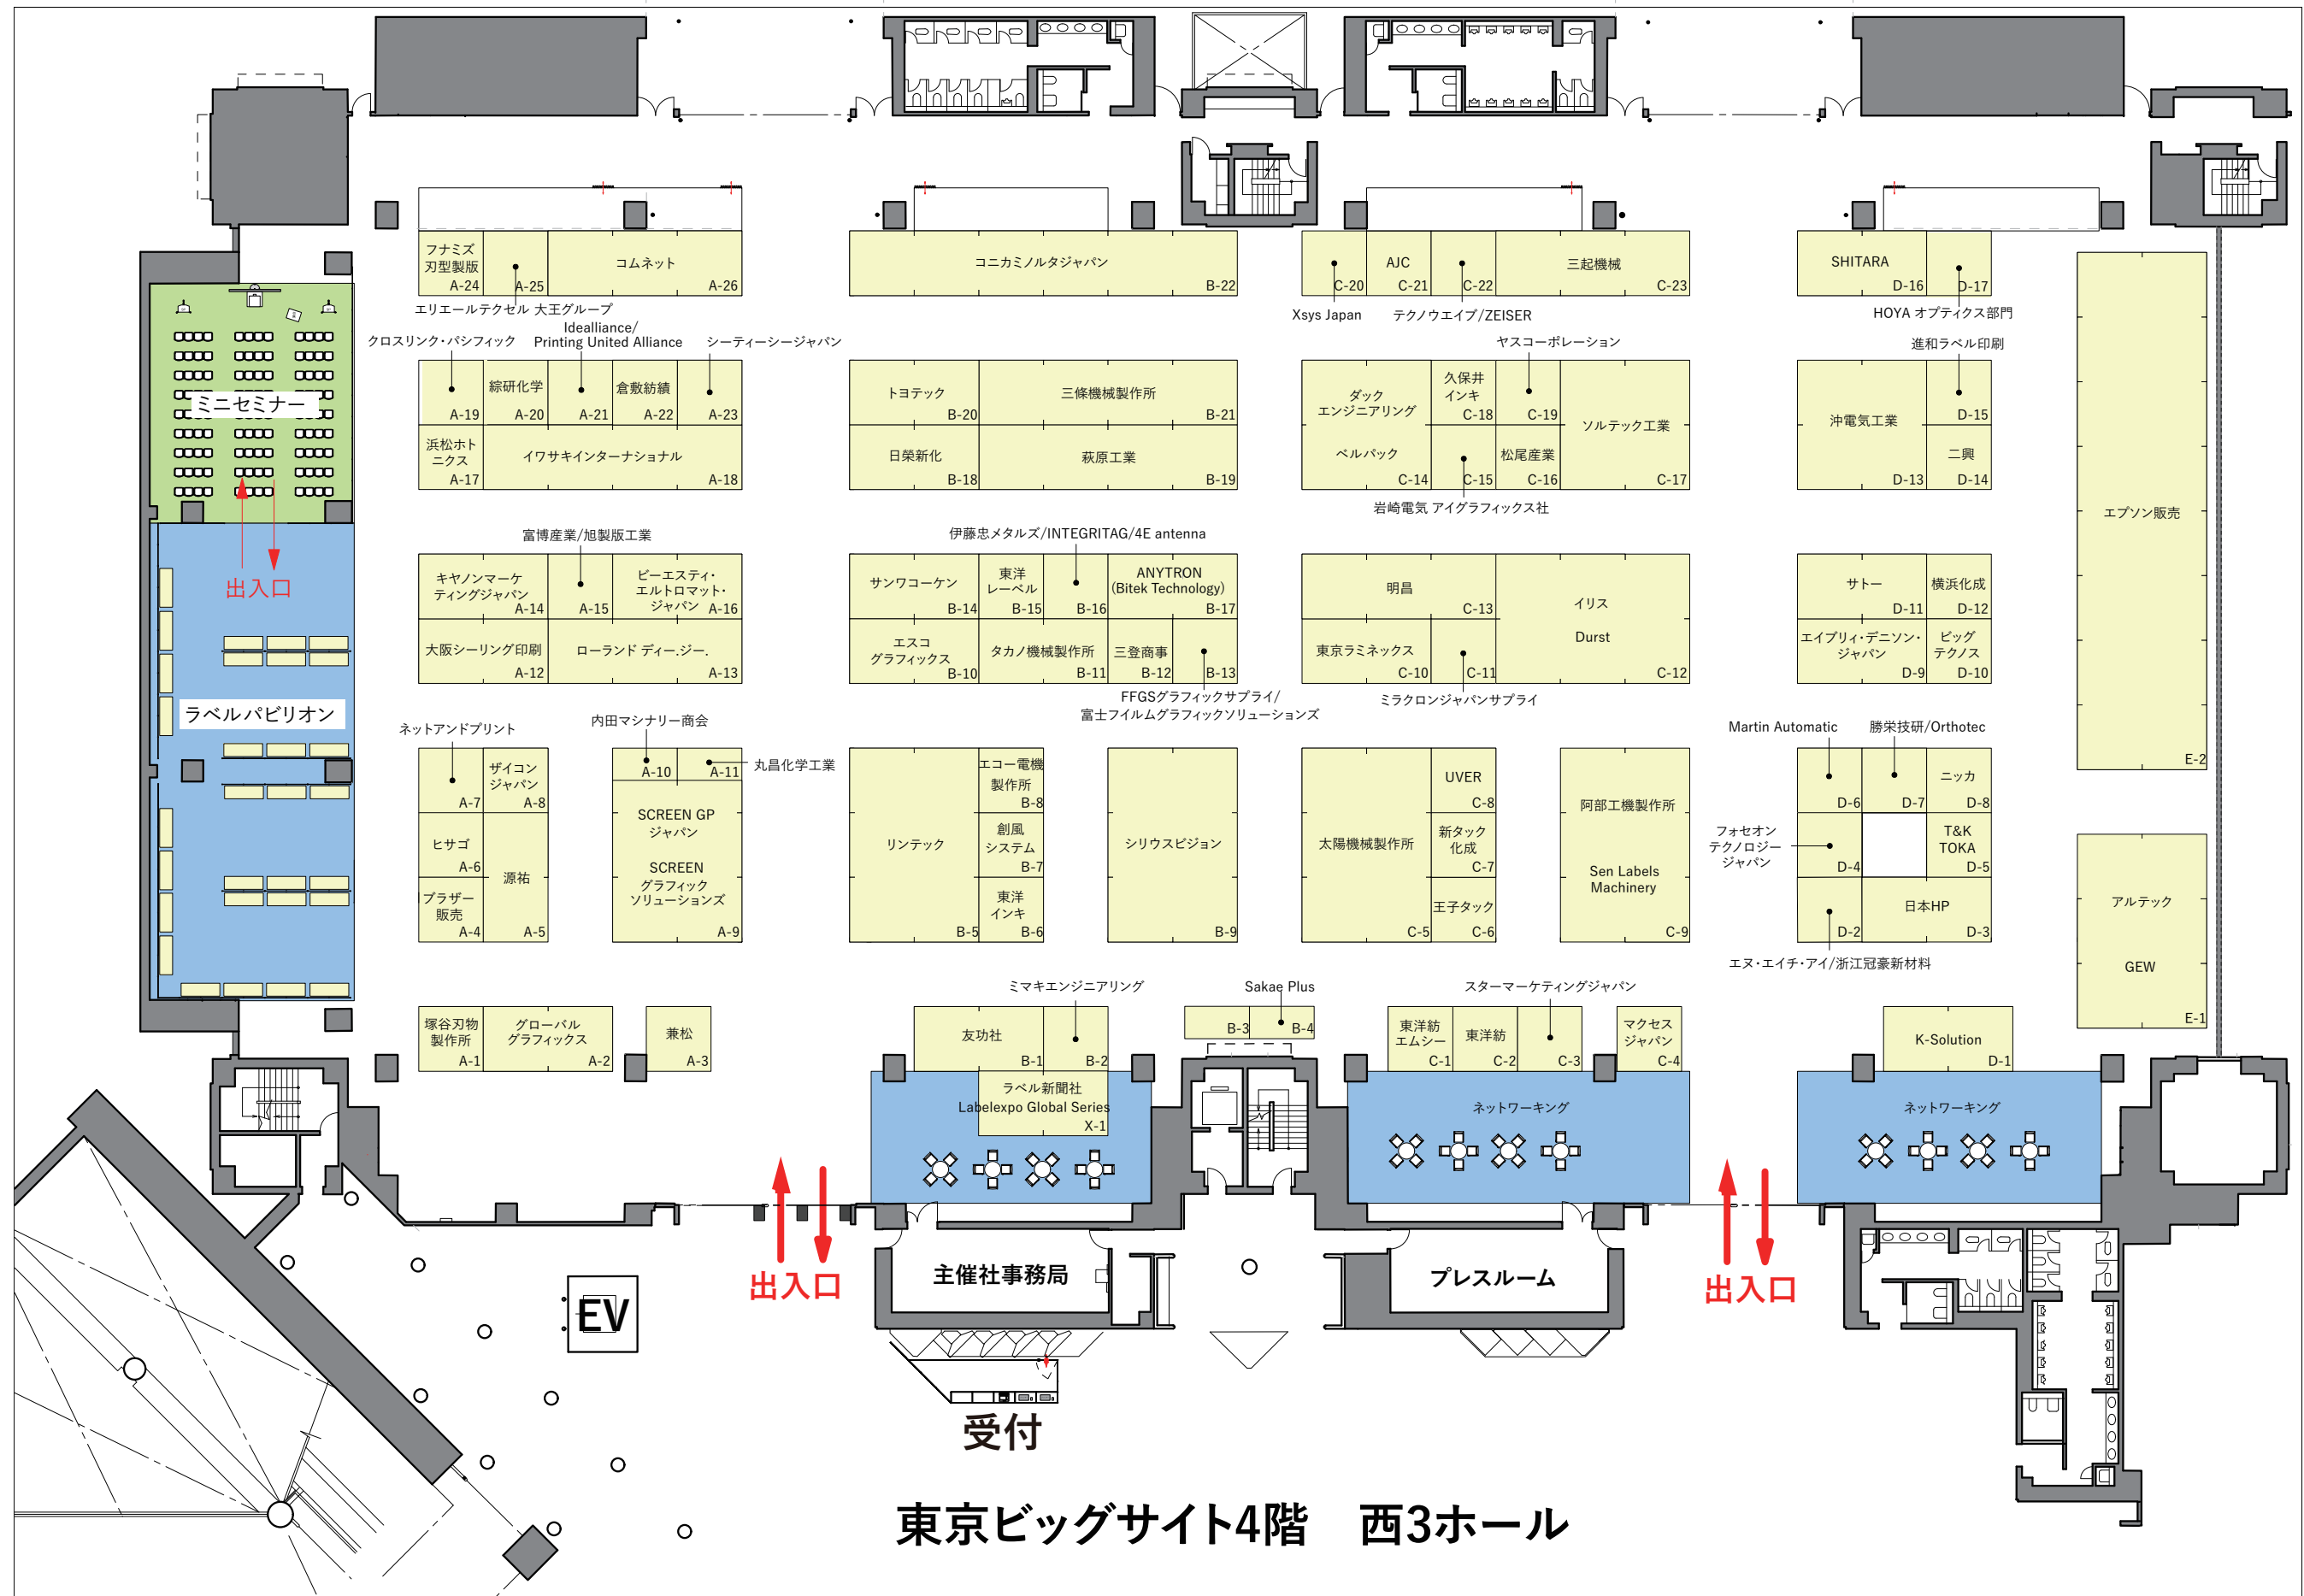 フナミズ
刃型製版
A-24
A-25
コムネット
A-26
エリエールテクセル 大王グループ
コニカミノルタジャパン
B-22
C-20
AJC
C-21
C-22
三起機械
C-23
Xsys Japan
テクノウエイブ/ZEISER
SHITARA
D-16
D-17
HOYA オプティクス部門
ミニセミナー
出入口
ラベルパビリオン
クロスリンク・パシフィック
Idealliance/
Printing United Alliance
シーティーシージャパン
A-19
綜研化学
A-20
A-21
倉敷紡績
A-22
A-23
浜松ホト
ニクス
A-17
イワサキインターナショナル
A-18
トヨテック
B-20
三條機械製作所
B-21
日榮新化
B-18
萩原工業
B-19
ヤスコーポレーション
ダック
エンジニアリング
ベルパック
C-14
久保井
インキ
C-18
C-19
C-15
松尾産業
C-16
ソルテック工業
C-17
岩崎電気 アイグラフィックス社
進和ラベル印刷
沖電気工業
D-13
D-15
二興
D-14
エプソン販売
E-2
富博産業/旭製版工業
キヤノンマーケ
ティングジャパン
A-14
A-15
ビーエスティ・
エルトロマット・
ジャパン
A-16
大阪シーリング印刷
A-12
ローランド ディー.ジー.
A-13
伊藤忠メタルズ/INTEGRITAG/4E antenna
サンワコーケン
B-14
東洋
レーベル
B-15
B-16
ANYTRON
(Bitek Technology)
B-17
エスコ
グラフィックス
B-10
タカノ機械製作所
B-11
三登商事
B-12
B-13
FFGSグラフィックサプライ/
富士フイルムグラフィックソリューションズ
明昌
C-13
イリス
Durst
C-12
東京ラミネックス
C-10
C-11
ミラクロンジャパンサプライ
サトー
D-11
横浜化成
D-12
エイブリィ・デニソン・
ジャパン
D-9
ビッグ
テクノス
D-10
ネットアンドプリント
内田マシナリー商会
A-7
ザイコン
ジャパン
A-8
A-10
A-11
丸昌化学工業
ヒサゴ
A-6
源祐
A-5
ブラザー
販売
A-4
SCREEN GP
ジャパン
SCREEN
グラフィック
ソリューションズ
A-9
リンテック
B-5
エコー電機
製作所
B-8
創風
システム
B-7
東洋
インキ
B-6
シリウスビジョン
B-9
太陽機械製作所
C-5
UVER
C-8
新タック
化成
C-7
王子タック
C-6
阿部工機製作所
Sen Labels
Machinery
C-9
Martin Automatic
勝栄技研/Orthotec
D-6
D-7
ニッカ
D-8
フォセオン
テクノロジー
ジャパン
D-4
T&K
TOKA
D-5
D-2
日本HP
D-3
エヌ・エイチ・アイ/浙江冠豪新材料
アルテック
GEW
E-1
塚谷刃物
製作所
A-1
グローバル
グラフィックス
A-2
兼松
A-3
ミマキエンジニアリング
友功社
B-1
B-2
Sakae Plus
B-3
B-4
スターマーケティングジャパン
東洋紡
エムシー
C-1
東洋紡
C-2
C-3
マクセス
ジャパン
C-4
K-Solution
D-1
ラベル新聞社
Labelexpo Global Series
X-1
ネットワーキング
ネットワーキング
出入口
主催社事務局
プレスルーム
出入口
EV
受付
東京ビッグサイト4階 西3ホール